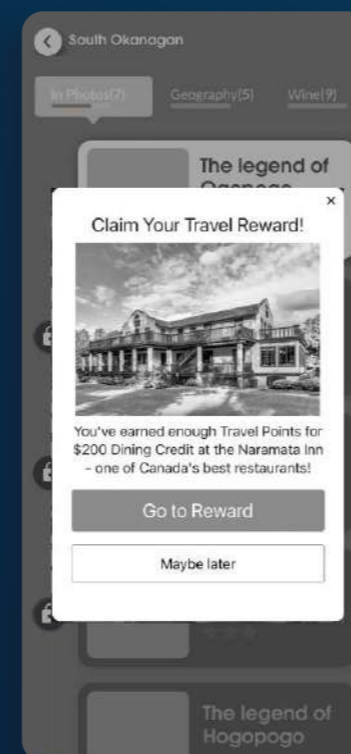 South Okanagan
In Photos(7) Geography(5) Wine(9)
The legend of
×
Claim Your Travel Reward!
You've earned enough Travel Points for
$200 Dining Credit at the Naramata Inn
- one of Canada's best restaurants!
Go to Reward
Maybe later
The legend of
Hogopogo